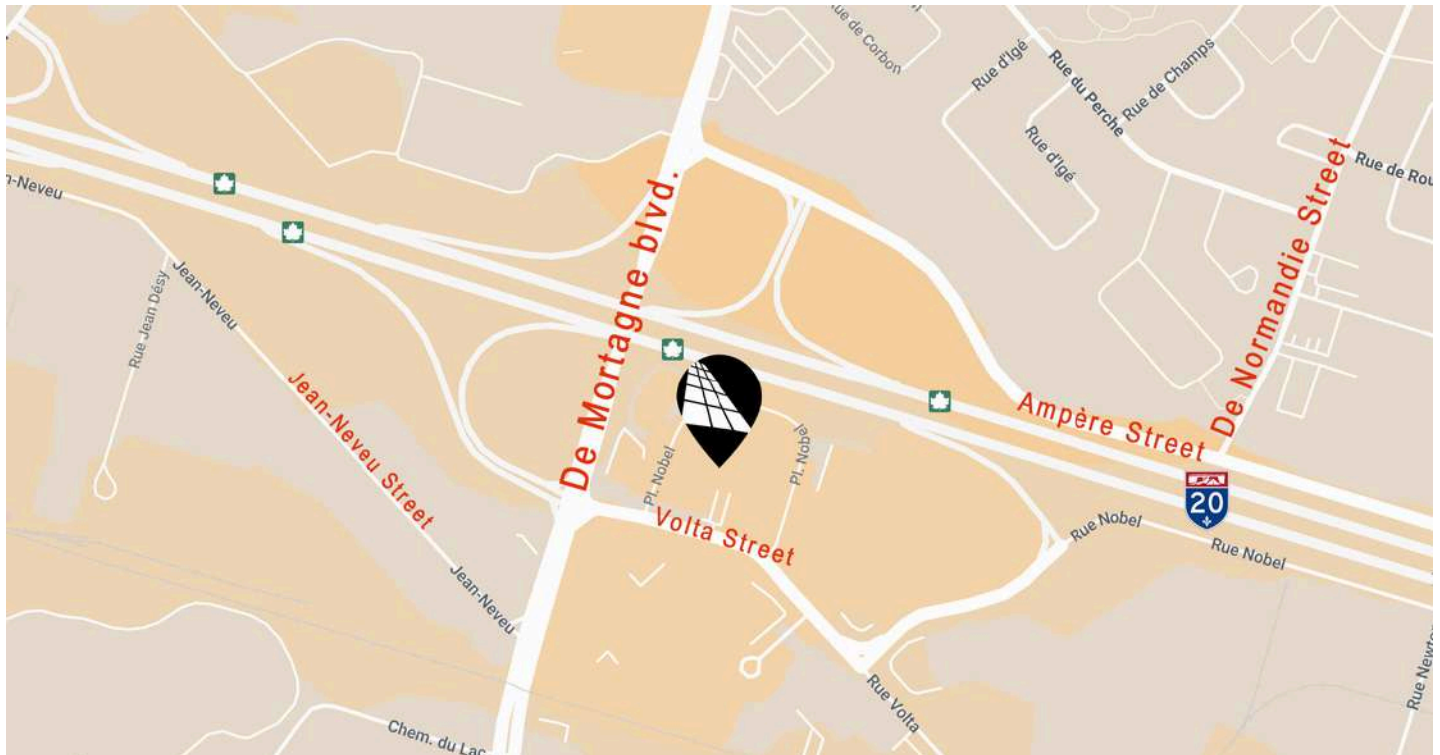 Rue de Corbon
Rue d'Igé
Rue du Perche
Rue de Champs
Rue d'Igé
De Normandie Street
Rue de Rou
n-Neveu
De Mortagne blvd.
Jean-Neveu
Rue Jean Désy
Jean-Neveu Street
Ampère Street
Pl. Nobel
Pl. Nobel
20
Volta Street
Rue Nobel
Rue Nobel
Jean-Neveu
Rue Newto
Rue Volta
Chem. du Lac